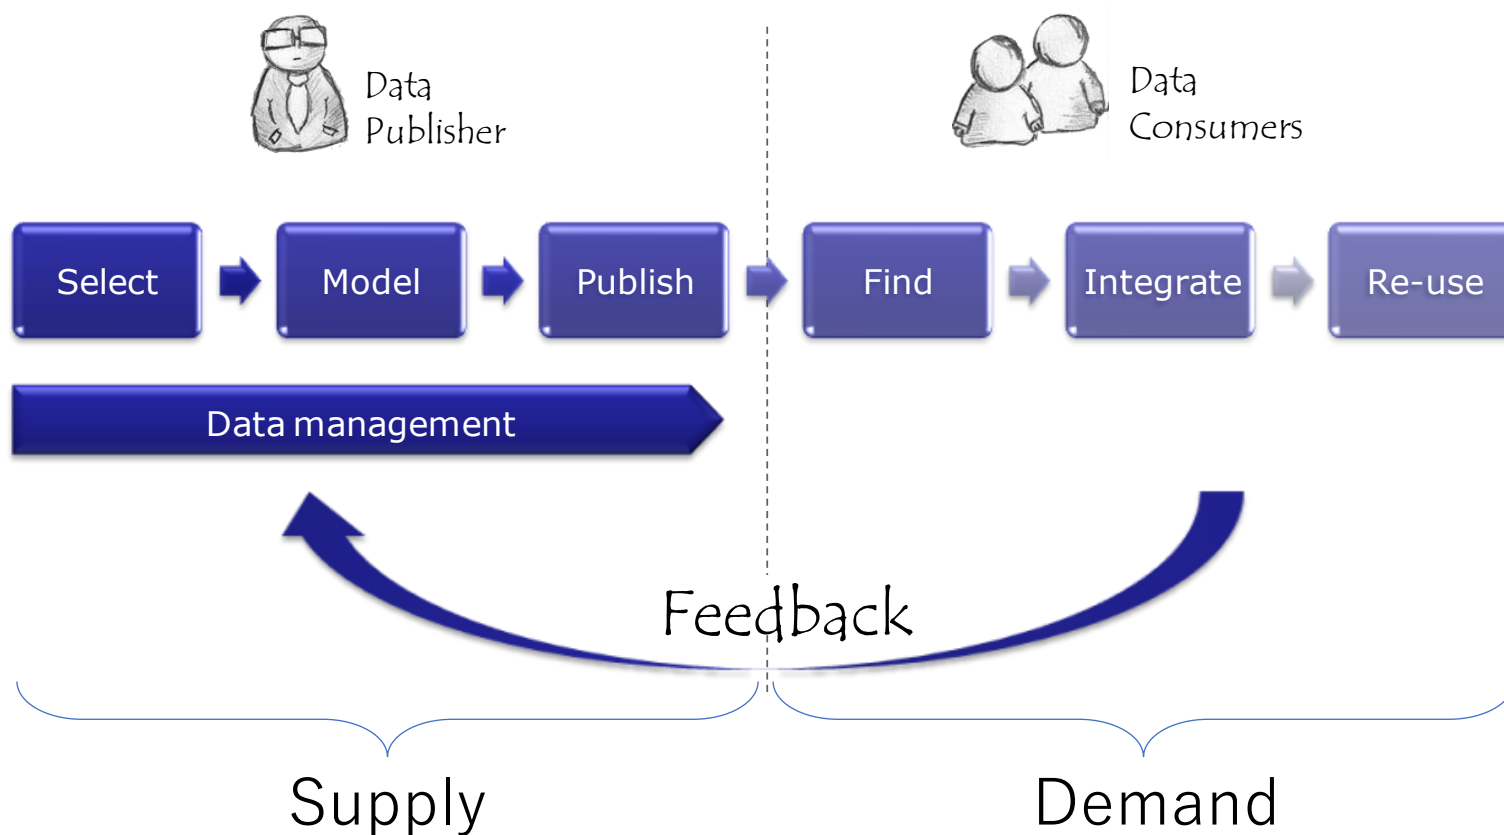 Data
Publisher
Data
Consumers
Select
Model
Publish
Find
Integrate
Re-use
Data management
Feedback
Supply
Demand